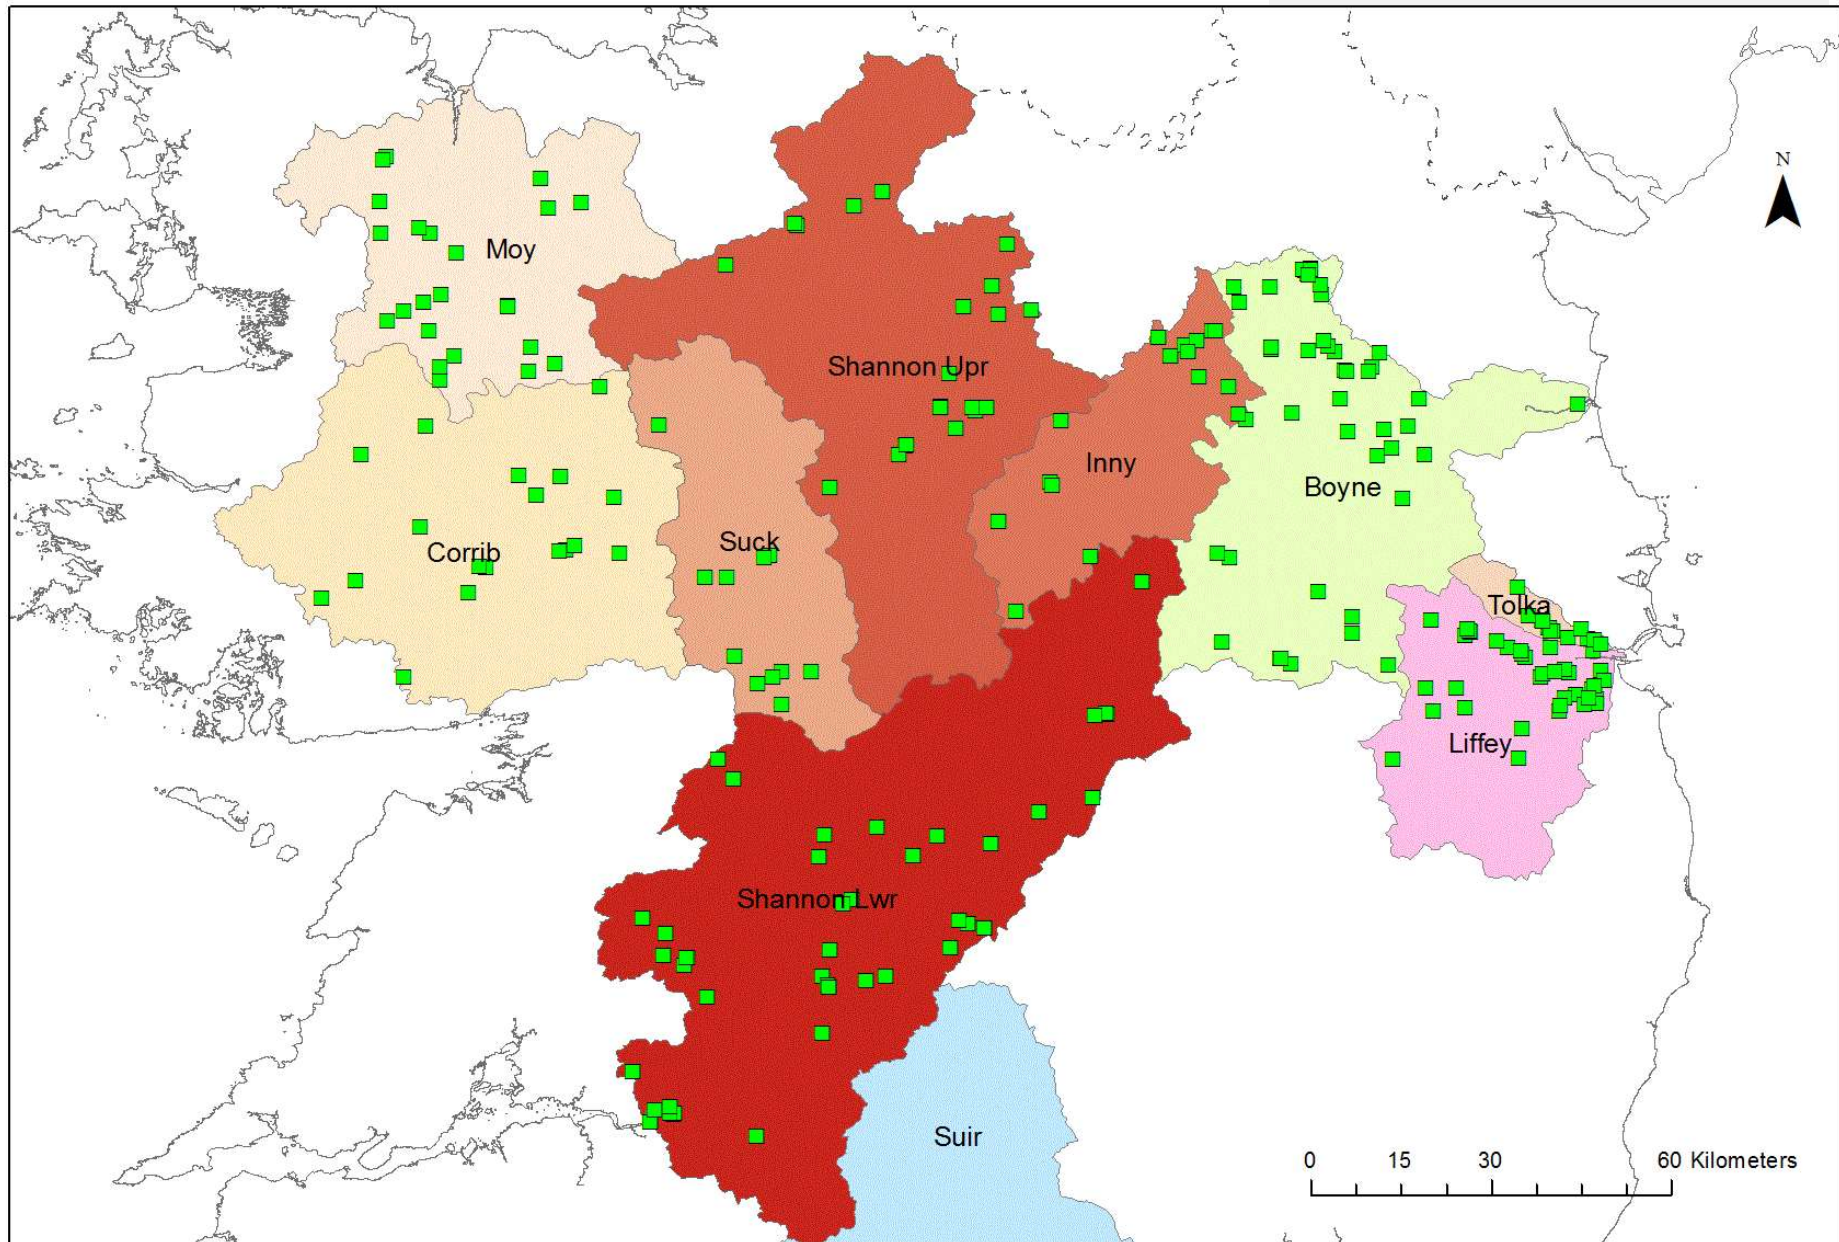 N
Moy
Shannon Upr
Inny
Boyne
Suck
Corrib
Tolka
Liffey
Shannon Lwr
Suir
0 15 30 60 Kilometers